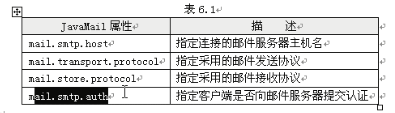 表 6.1
JavaMail 属性 描 述
mail.smtp.host 指定连接的邮件服务器主机名
mail.transport.protocol 指定采用的邮件发送协议
mail.store.protocol 指定采用的邮件接收协议
mail.smtp.auth 指定客户端是否向邮件服务器提交认证